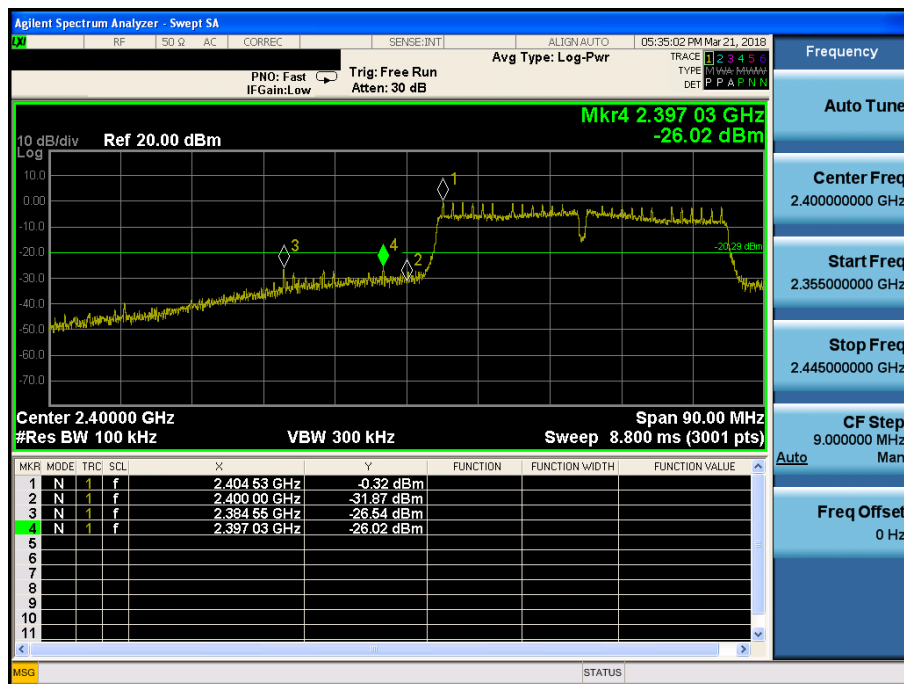 Agilent Spectrum Analyzer - Swept SA
LXI RF 50 Ω AC CORREC SENSE:INT ALIGN AUTO 05:35:02 PM Mar 21, 2018
Avg Type: Log-Pwr
TRACE 1 2 3 4 5 6
PNO: Fast Trig: Free Run TYPE M WA MWWW
IFGain:Low Atten: 30 dB DET P P A P N N
Mkr4 2.397 03 GHz
-26.02 dBm
10 dB/div Ref 20.00 dBm
Log
10.0
0.00
-10.0
-20.0
-30.0
-40.0
-50.0
-60.0
-70.0
1
2
3
4
-20.29 dBm
Center 2.40000 GHz Span 90.00 MHz
#Res BW 100 kHz VBW 300 kHz Sweep 8.800 ms (3001 pts)
MKR MODE TRC SCL X Y FUNCTION FUNCTION WIDTH FUNCTION VALUE
1 N 1 f 2.404 53 GHz -0.32 dBm
2 N 1 f 2.400 00 GHz -31.87 dBm
3 N 1 f 2.384 55 GHz -26.54 dBm
4 N 1 f 2.397 03 GHz -26.02 dBm
5
6
7
8
9
10
11
MSG STATUS
Frequency
Auto Tune
Center Freq
2.400000000 GHz
Start Freq
2.355000000 GHz
Stop Freq
2.445000000 GHz
CF Step
9.000000 MHz
Auto Man
Freq Offset
0 Hz